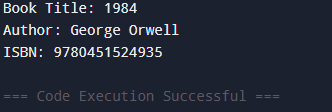 Book Title: 1984
Author: George Orwell
ISBN: 9780451524935
=== Code Execution Successful ===